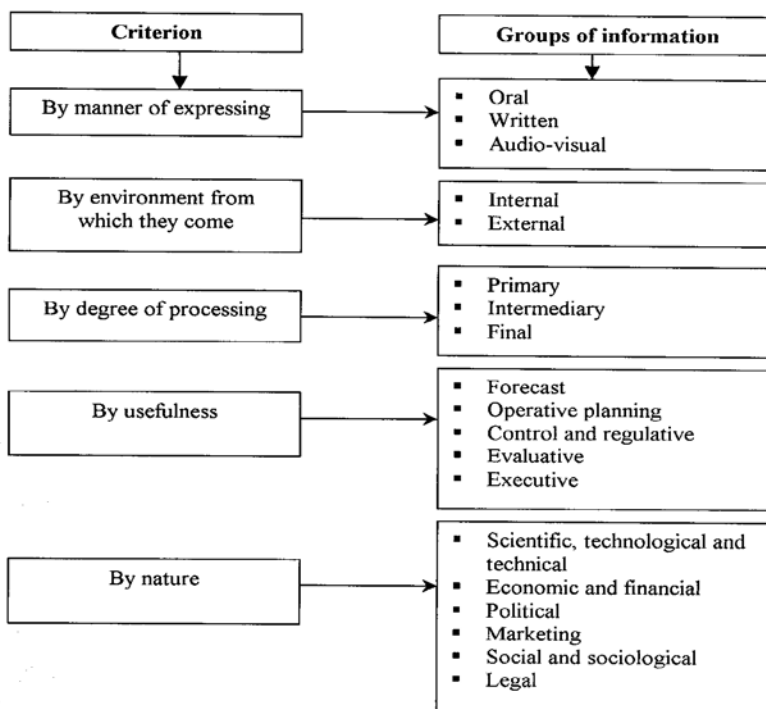 Criterion
Groups of information
By manner of expressing
▪ Oral
▪ Written
▪ Audio-visual
By environment from
which they come
▪ Internal
▪ External
By degree of processing
▪ Primary
▪ Intermediary
▪ Final
By usefulness
▪ Forecast
▪ Operative planning
▪ Control and regulative
▪ Evaluative
▪ Executive
By nature
▪ Scientific, technological and
technical
▪ Economic and financial
▪ Political
▪ Marketing
▪ Social and sociological
▪ Legal